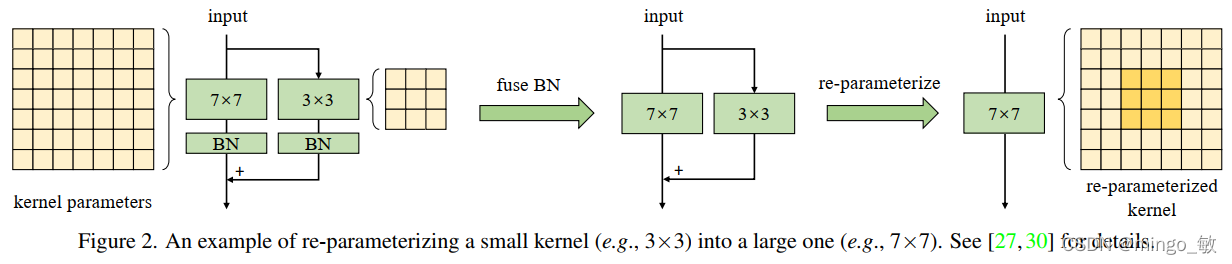 input
input
input
7×7
3×3
BN
BN
+
kernel parameters
fuse BN
7×7
3×3
+
re-parameterize
7×7
re-parameterized
kernel
Figure 2. An example of re-parameterizing a small kernel (e.g., 3×3) into a large one (e.g., 7×7). See [27,30] for details.
CSDN @mingo_敏